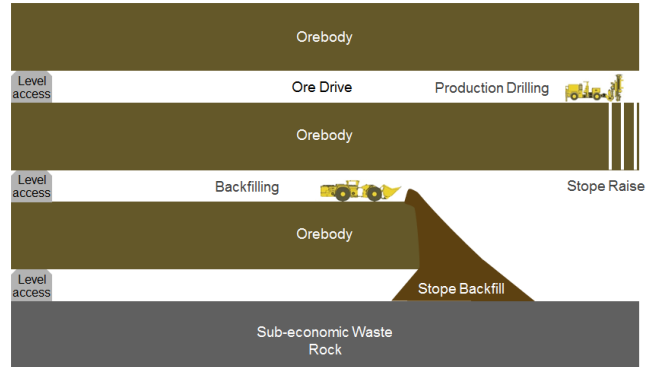 Orebody
Level
access
Ore Drive
Production Drilling
Orebody
Level
access
Backfilling
Stope Raise
Orebody
Level
access
Stope Backfill
Sub-economic Waste
Rock